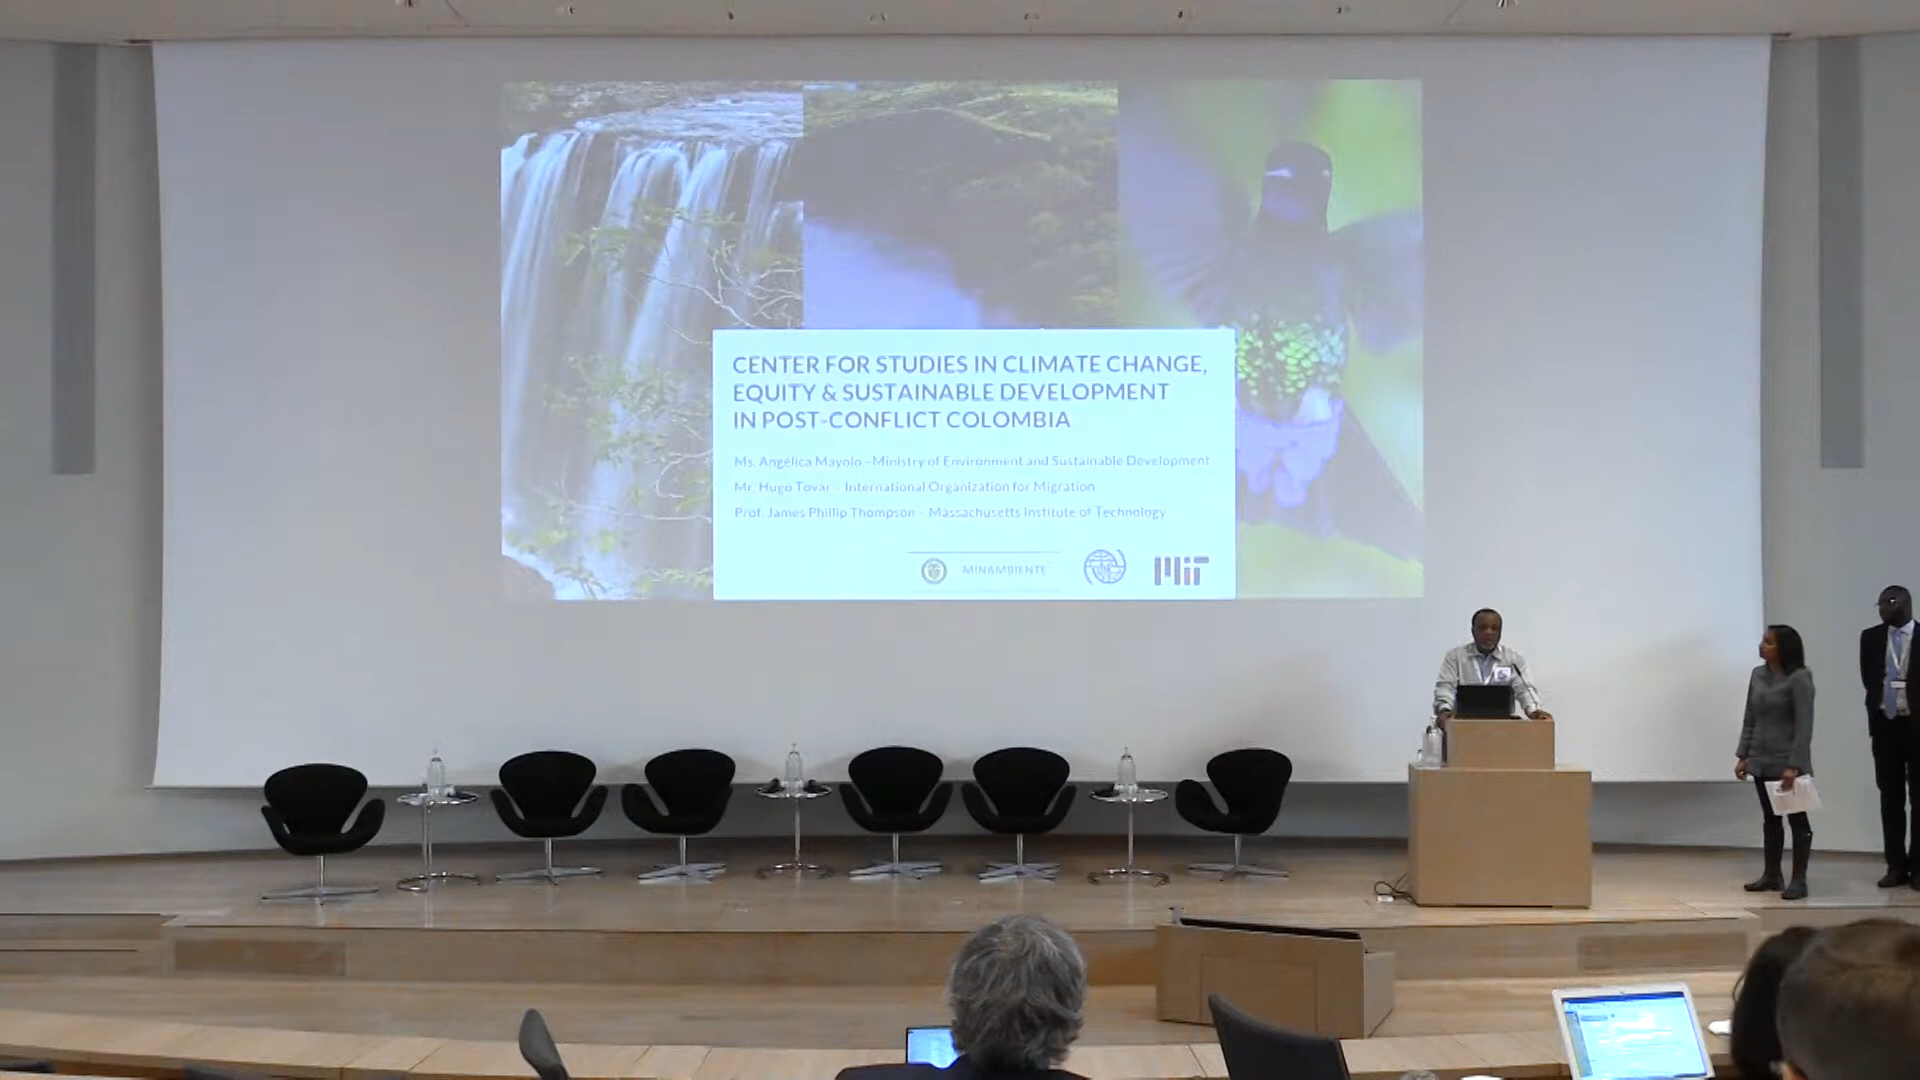 CENTER FOR STUDIES IN CLIMATE CHANGE,
EQUITY & SUSTAINABLE DEVELOPMENT
IN POST-CONFLICT COLOMBIA
Ms. Angélica Mayolo - Ministry of Environment and Sustainable Development
Mr. Hugo Tovar - International Organization for Migration
Prof. James Phillip Thompson - Massachusetts Institute of Technology
MINAMBIENTE
MIT